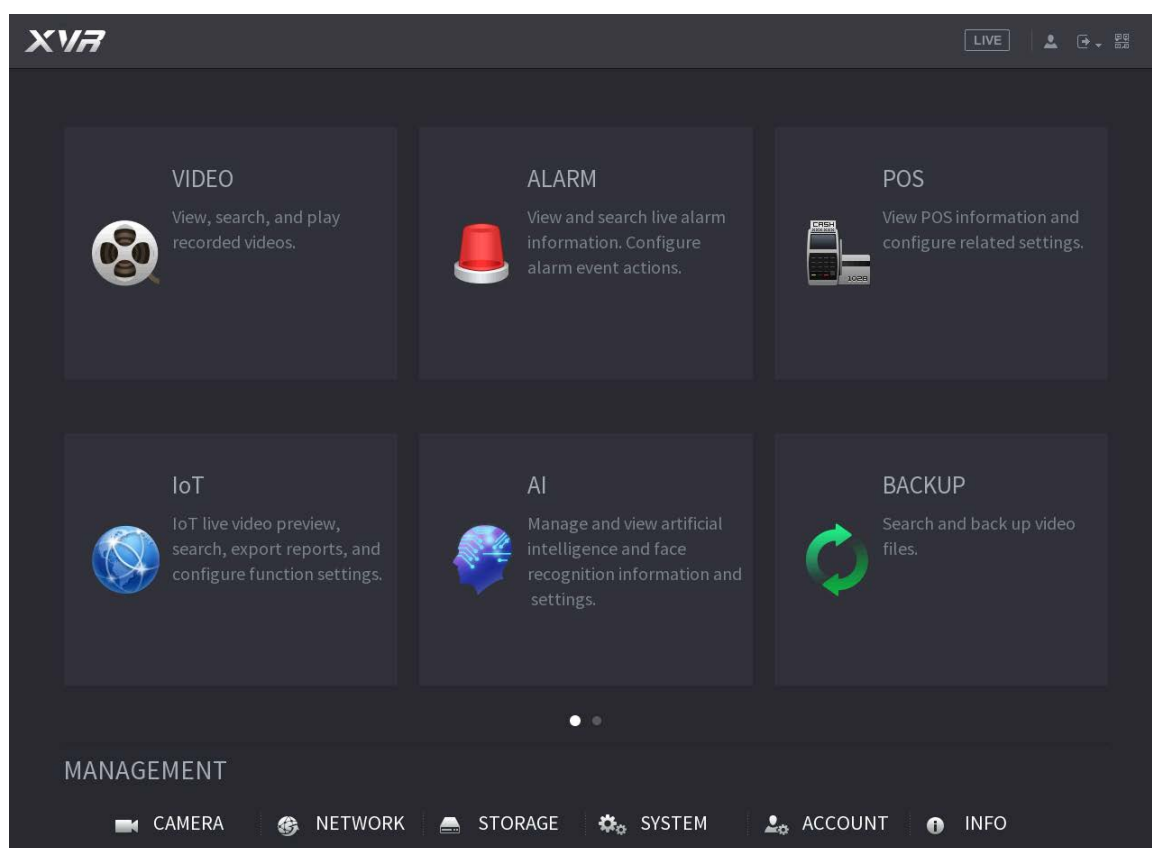 XVR
LIVE
VIDEO
View, search, and play
recorded videos.
ALARM
View and search live alarm
information. Configure
alarm event actions.
POS
View POS information and
configure related settings.
CASH
1028
IoT
IoT live video preview,
search, export reports, and
configure function settings.
AI
Manage and view artificial
intelligence and face
recognition information and
settings.
BACKUP
Search and back up video
files.
MANAGEMENT
CAMERA
NETWORK
STORAGE
SYSTEM
ACCOUNT
INFO